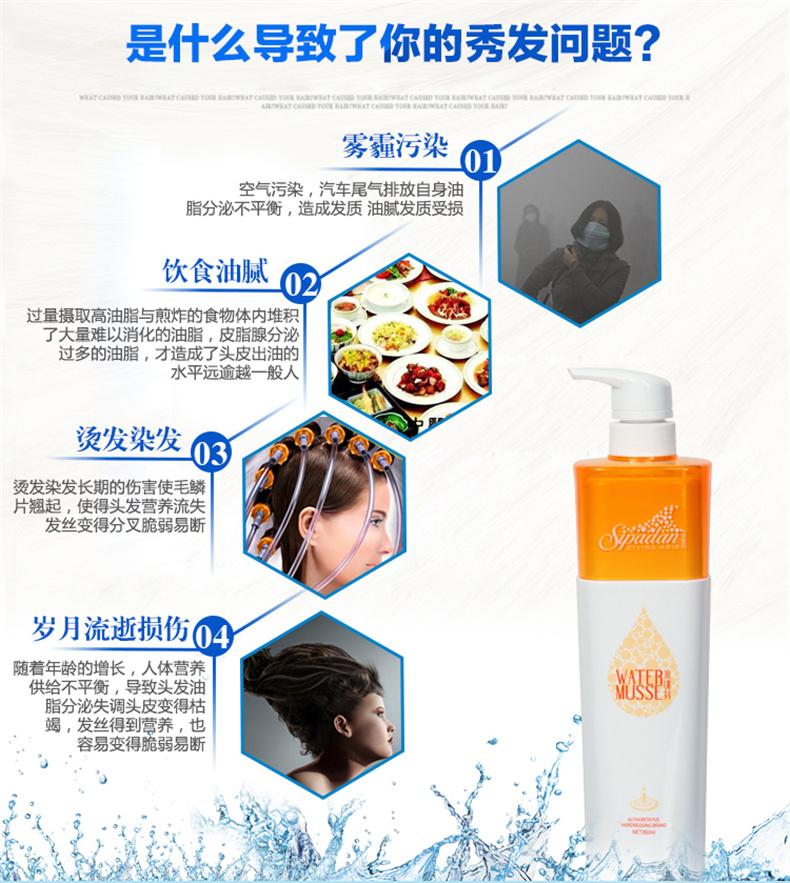 是什么导致了你的秀发问题?
WHAT CAUSED YOUR HAIR?WHAT CAUSED YOUR HAIR?WHAT CAUSED YOUR HAIR?WHAT CAUSED YOUR HAIR?WHAT CAUSED YOUR HAIR?WHAT CAUSED YOUR HAIR?WHAT CAUSED YOUR H
AIR?WHAT CAUSED YOUR HAIR?WHAT CAUSED YOUR HAIR?WHAT CAUSED YOUR HAIR?
雾霾污染 01
空气污染，汽车尾气排放自身油
脂分泌不平衡，造成发质 油腻发质受损
饮食油腻 02
过量摄取高油脂与煎炸的食物体内堆积
了大量难以消化的油脂，皮脂腺分泌
过多的油脂，才造成了头皮出油的
水平远逾越一般人
烫发染发 03
烫发染发长期的伤害使毛鳞
片翘起，使得头发营养流失
发丝变得分叉脆弱易断
岁月流逝损伤 04
随着年龄的增长，人体营养
供给不平衡，导致头发油
脂分泌失调头皮变得枯
竭，发丝得到营养，也
容易变得脆弱易断
Sipadan
DIVING HAIR
WATER
MUSSE
AUTHORITATIVE
HAIRDRESSING BRAND
NET:800ml